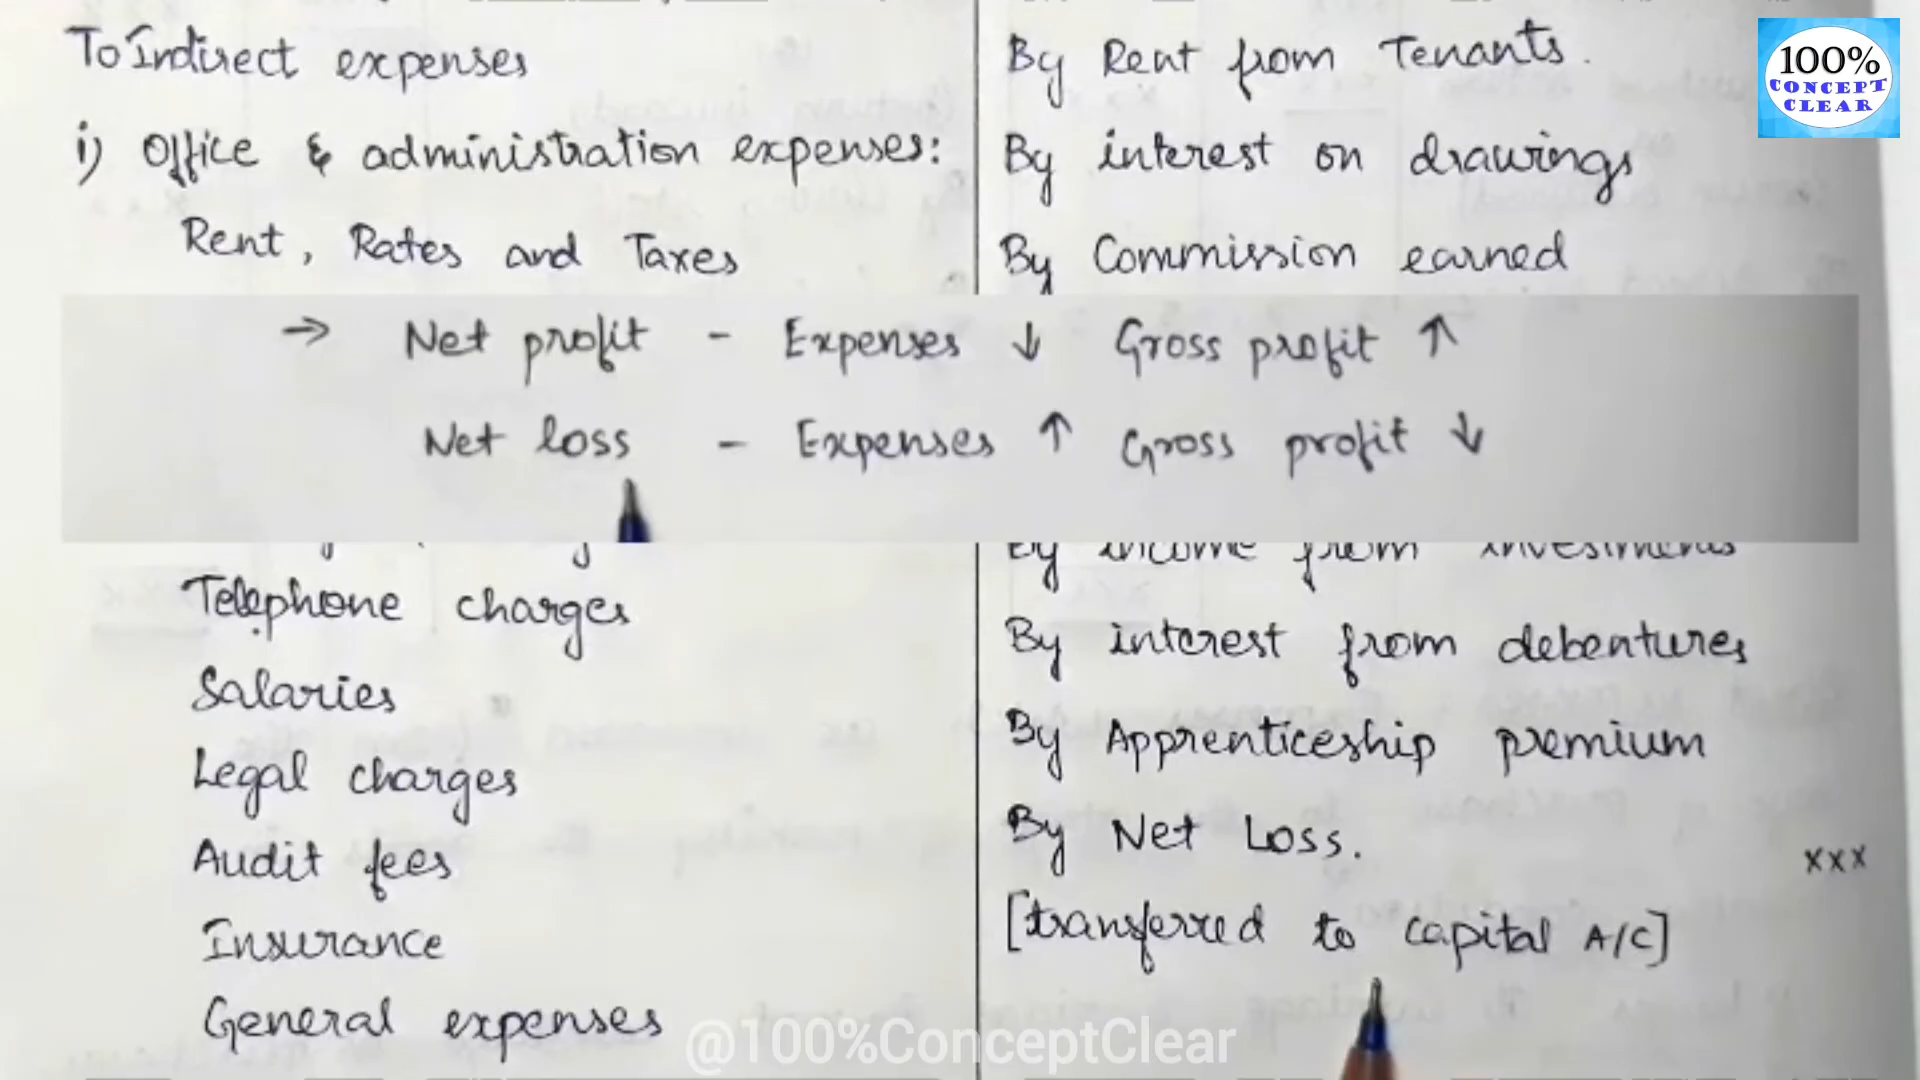 To Indirect expenses
i) Office & administration expenses:
Rent, Rates and Taxes
By Rent from Tenants.
By interest on drawings
By Commission earned
→ Net profit - Expenses ↓ Gross profit ↑
Net loss - Expenses ↑ Gross profit ↓
Telephone charges
Salaries
Legal charges
Audit fees
Insurance
General expenses
By income from investments
By interest from debentures
By Apprenticeship premium
By Net Loss. xxx
[transferred to capital A/C]
100%
CONCEPT
CLEAR
@100%ConceptClear